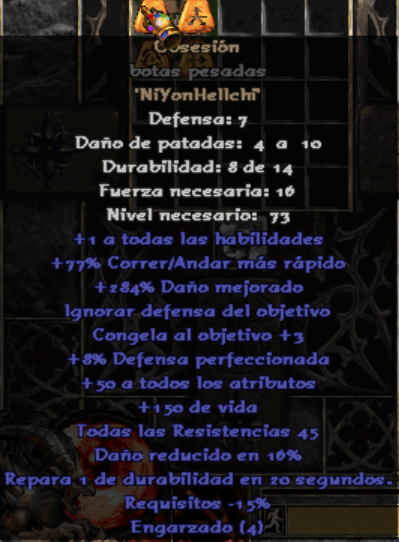 Obsesión
botas pesadas
'NiYonHelIchi'
Defensa: 7
Daño de patadas: 4 a 10
Durabilidad: 8 de 14
Fuerza necesaria: 16
Nivel necesario: 73
+1 a todas las habilidades
+77% Correr/Andar más rápido
+284% Daño mejorado
Ignorar defensa del objetivo
Congela al objetivo +3
+8% Defensa perfeccionada
+50 a todos los atributos
+150 de vida
Todas las Resistencias 45
Daño reducido en 16%
Repara 1 de durabilidad en 20 segundos.
Requisitos -15%
Engarzado (4)